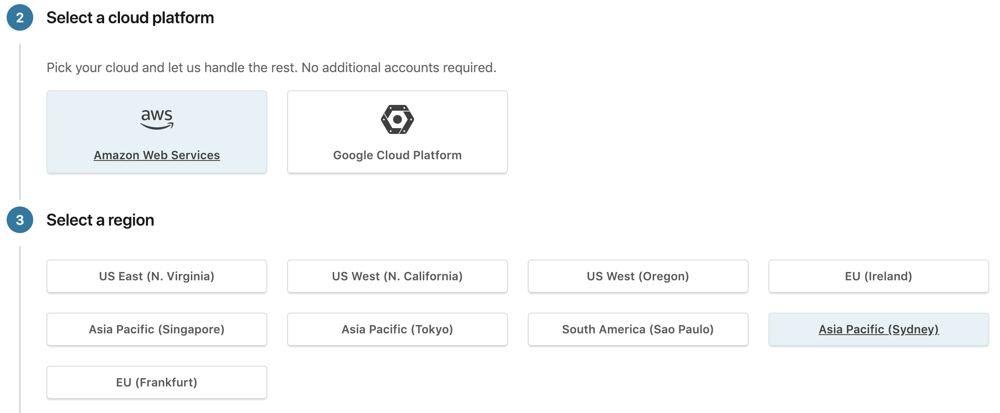 2
Select a cloud platform
Pick your cloud and let us handle the rest. No additional accounts required.
aws
Amazon Web Services
Google Cloud Platform
3
Select a region
US East (N. Virginia)
US West (N. California)
US West (Oregon)
EU (Ireland)
Asia Pacific (Singapore)
Asia Pacific (Tokyo)
South America (Sao Paulo)
Asia Pacific (Sydney)
EU (Frankfurt)